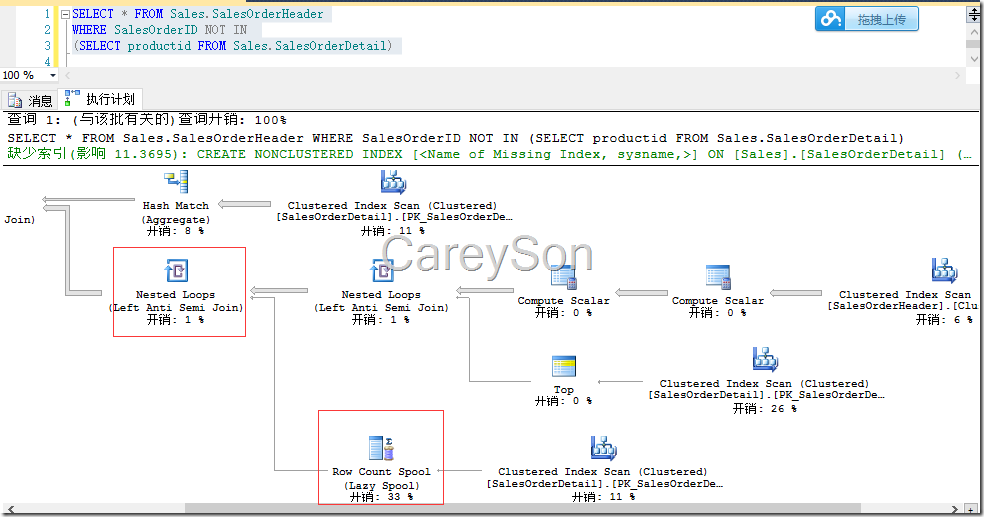 1 SELECT * FROM Sales.SalesOrderHeader
2 WHERE SalesOrderID NOT IN
3 (SELECT productid FROM Sales.SalesOrderDetail)
4
拖拽上传
100 %
消息 执行计划
查询 1: (与该批有关的)查询开销: 100%
SELECT * FROM Sales.SalesOrderHeader WHERE SalesOrderID NOT IN (SELECT productid FROM Sales.SalesOrderDetail)
缺少索引(影响 11.3695): CREATE NONCLUSTERED INDEX [<Name of Missing Index, sysname,>] ON [Sales].[SalesOrderDetail] (…
Join)
Hash Match
(Aggregate)
开销: 8 %
Clustered Index Scan (Clustered)
[SalesOrderDetail].[PK_SalesOrderDe…
开销: 11 %
CareySon
Nested Loops
(Left Anti Semi Join)
开销: 1 %
Nested Loops
(Left Anti Semi Join)
开销: 1 %
Compute Scalar
开销: 0 %
Compute Scalar
开销: 0 %
Clustered Index Scan
[SalesOrderHeader].[Clu
开销: 6 %
Top
开销: 0 %
Clustered Index Scan (Clustered)
[SalesOrderDetail].[PK_SalesOrderDe…
开销: 26 %
Row Count Spool
(Lazy Spool)
开销: 33 %
Clustered Index Scan (Clustered)
[SalesOrderDetail].[PK_SalesOrderDe…
开销: 11 %